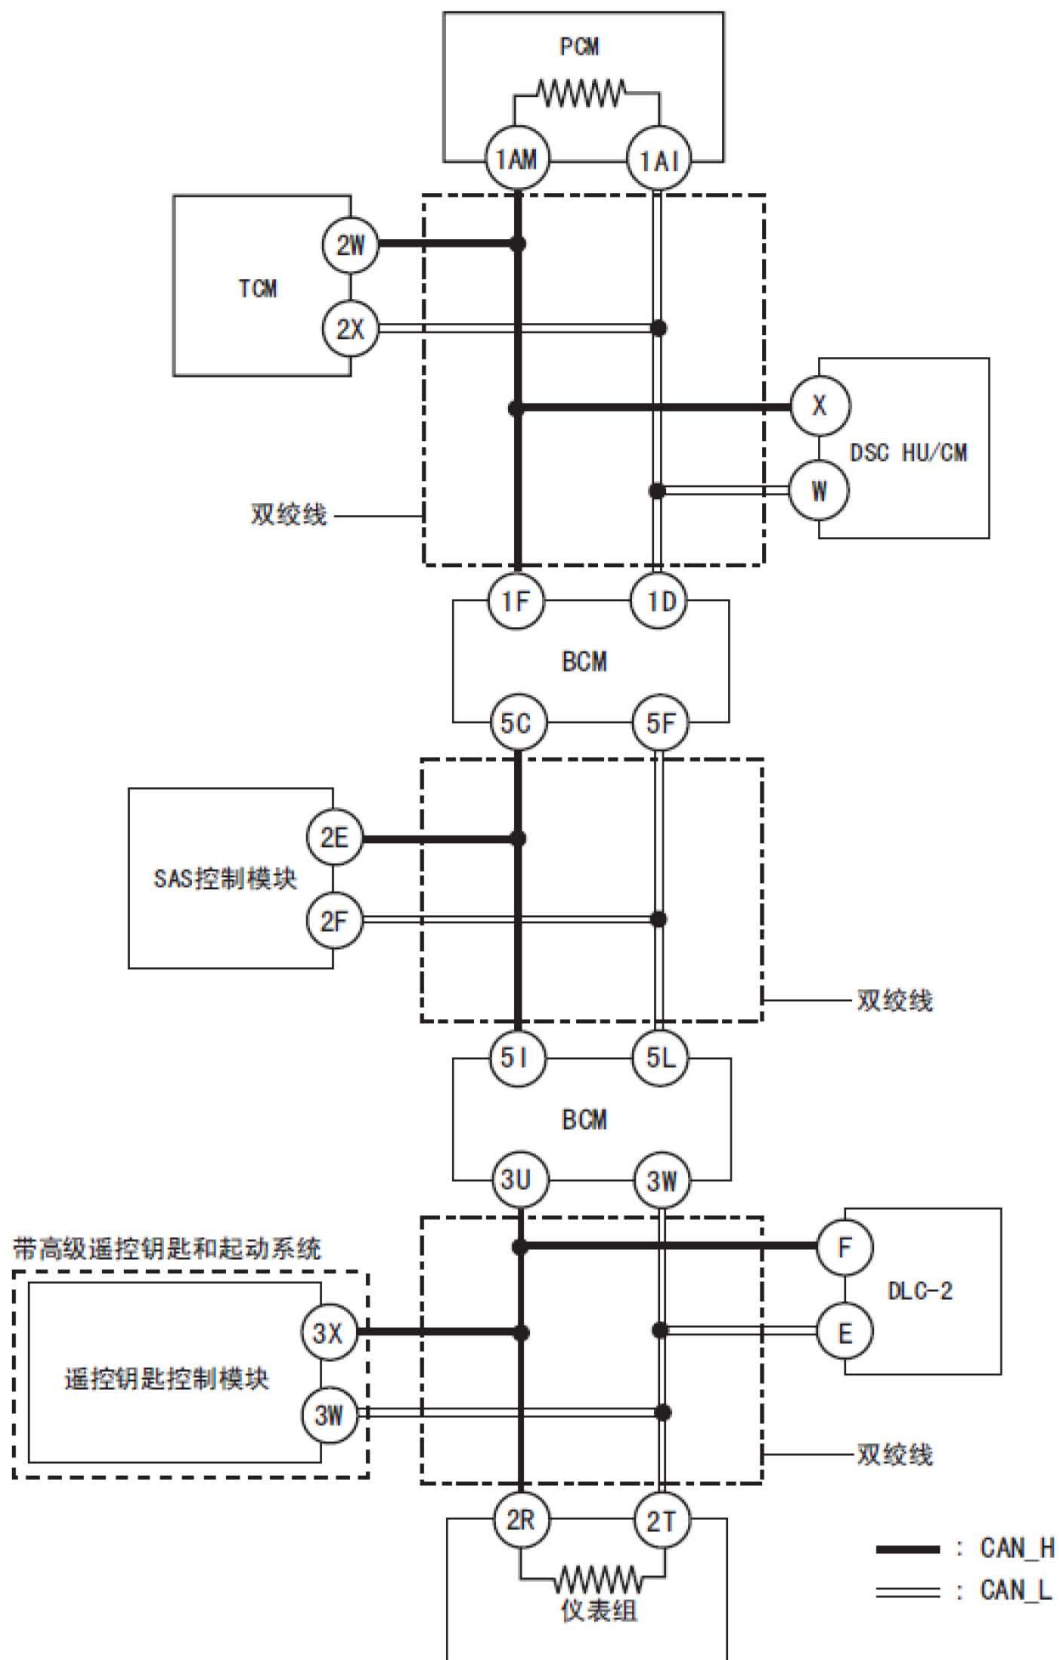 PCM
1AM
1AI
2W
TCM
2X
X
DSC HU/CM
W
双绞线
1F
1D
BCM
5C
5F
2E
SAS控制模块
2F
双绞线
5I
5L
BCM
3U
3W
带高级遥控钥匙和起动系统
F
DLC-2
E
3X
遥控钥匙控制模块
3W
双绞线
2R
2T
仪表组
: CAN_H
: CAN_L